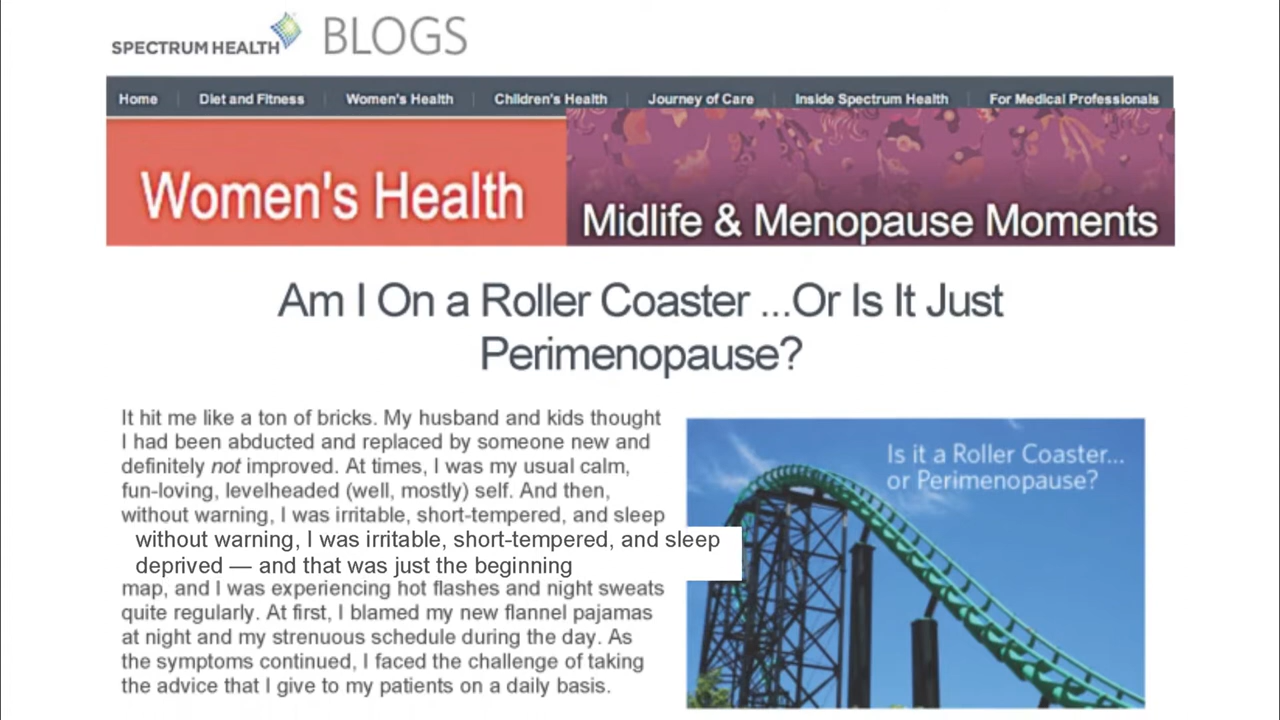 SPECTRUM HEALTH BLOGS
Home Diet and Fitness Women's Health Children's Health Journey of Care Inside Spectrum Health For Medical Professionals
Women's Health
Midlife & Menopause Moments
Am I On a Roller Coaster ...Or Is It Just
Perimenopause?
It hit me like a ton of bricks. My husband and kids thought
I had been abducted and replaced by someone new and
definitely not improved. At times, I was my usual calm,
fun-loving, levelheaded (well, mostly) self. And then,
without warning, I was irritable, short-tempered, and sleep
without warning, I was irritable, short-tempered, and sleep
deprived — and that was just the beginning
map, and I was experiencing hot flashes and night sweats
quite regularly. At first, I blamed my new flannel pajamas
at night and my strenuous schedule during the day. As
the symptoms continued, I faced the challenge of taking
the advice that I give to my patients on a daily basis.
Is it a Roller Coaster...
or Perimenopause?